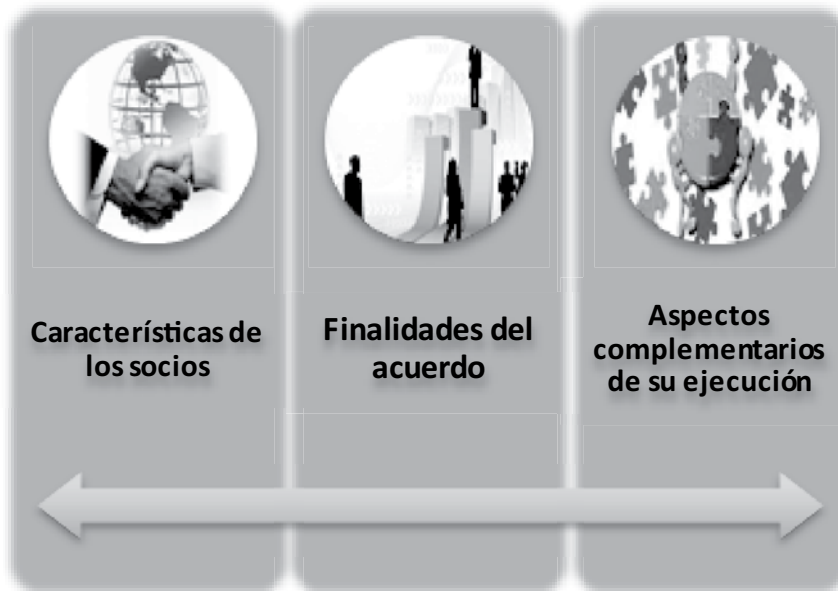 Características de
los socios
Finalidades del
acuerdo
Aspectos
complementarios
de su ejecución